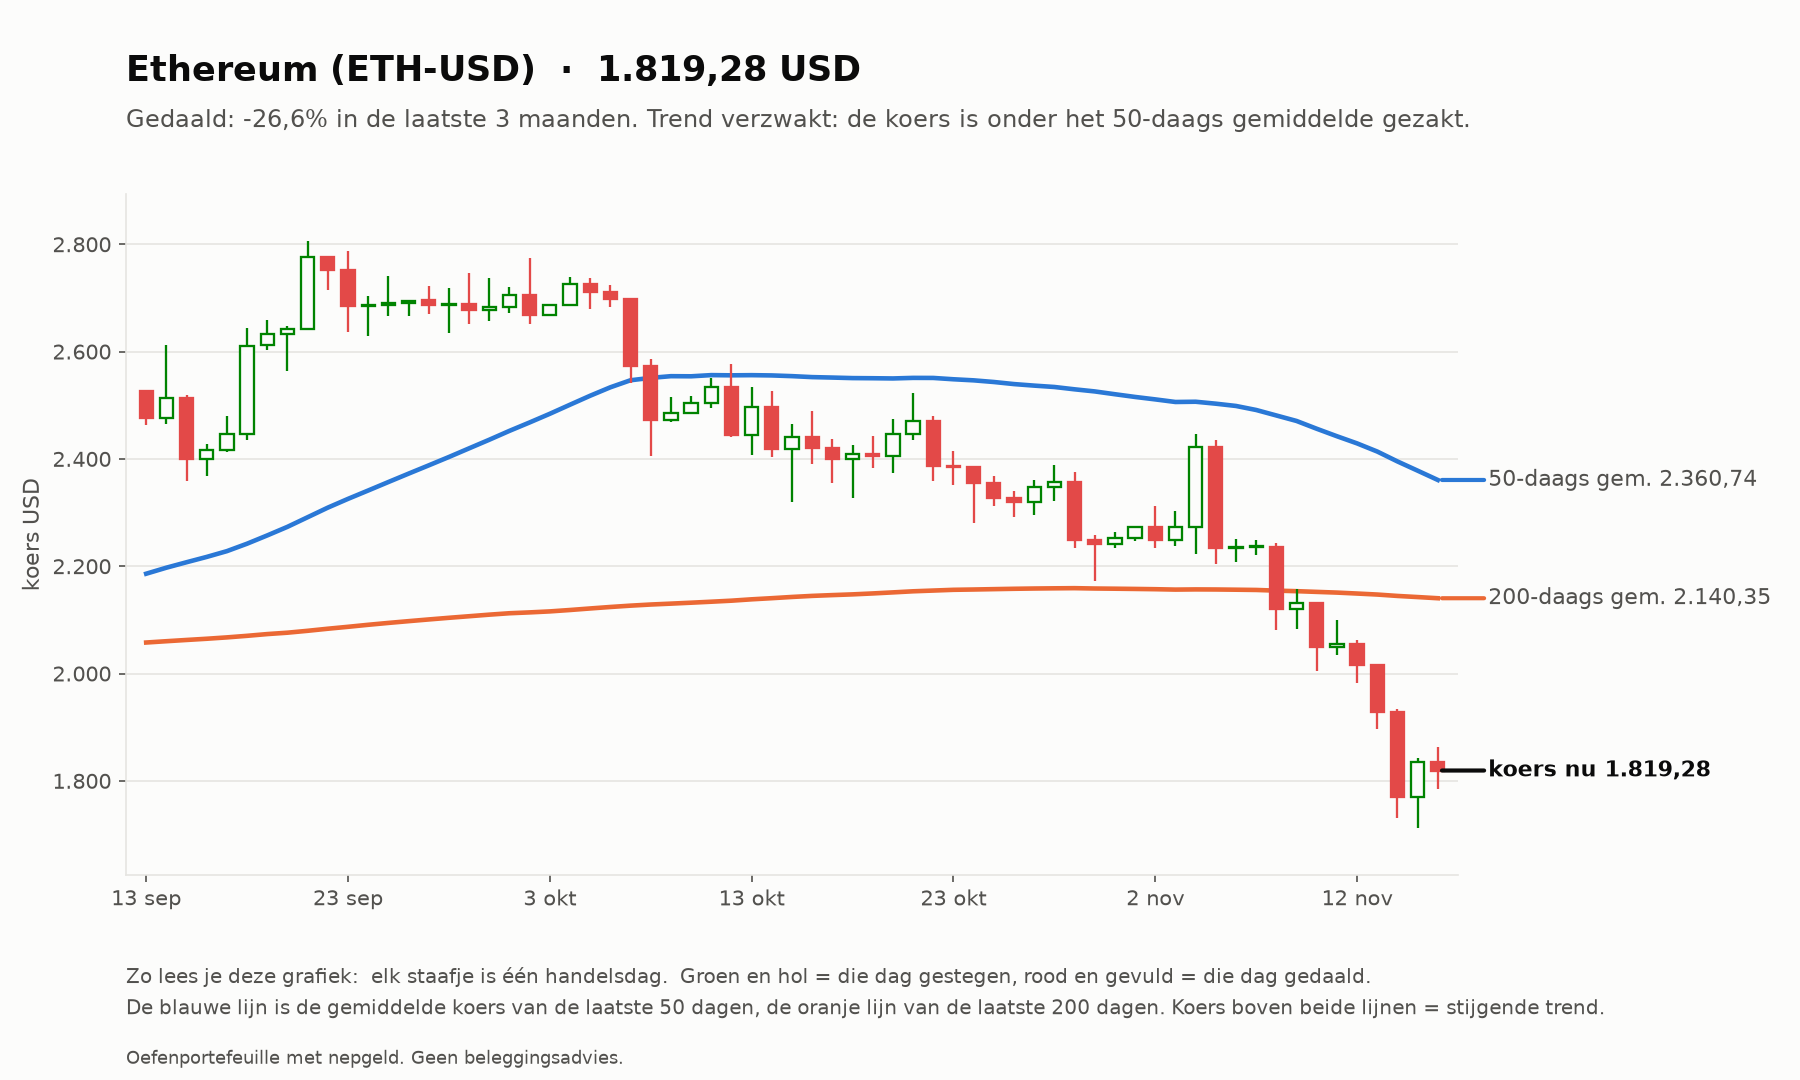 Ethereum (ETH-USD) · 1.819,28 USD
Gedaald: -26,6% in de laatste 3 maanden. Trend verzwakt: de koers is onder het 50-daags gemiddelde gezakt.
koers USD
2.800
2.600
2.400
2.200
2.000
1.800
50-daags gem. 2.360,74
200-daags gem. 2.140,35
koers nu 1.819,28
13 sep
23 sep
3 okt
13 okt
23 okt
2 nov
12 nov
Zo lees je deze grafiek: elk staafje is één handelsdag. Groen en hol = die dag gestegen, rood en gevuld = die dag gedaald.
De blauwe lijn is de gemiddelde koers van de laatste 50 dagen, de oranje lijn van de laatste 200 dagen. Koers boven beide lijnen = stijgende trend.
Oefenportefeuille met nepgeld. Geen beleggingsadvies.